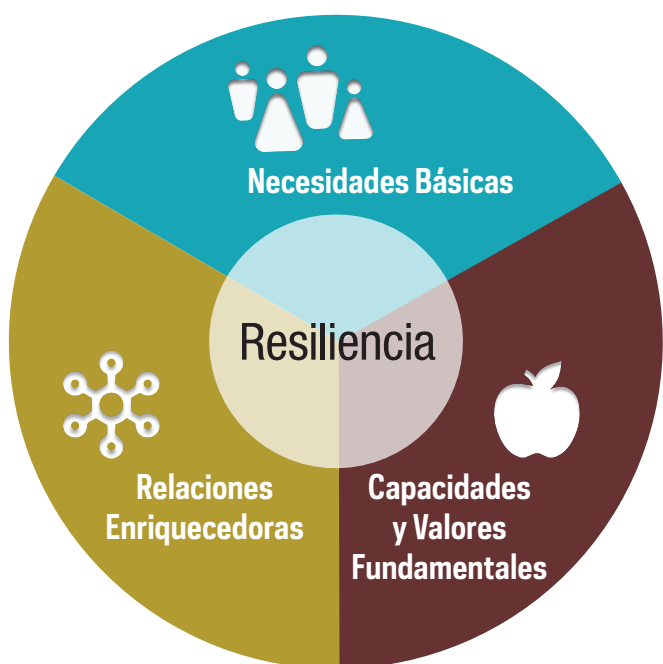 Necesidades Básicas
Resiliencia
Relaciones
Enriquecedoras
Capacidades
y Valores
Fundamentales